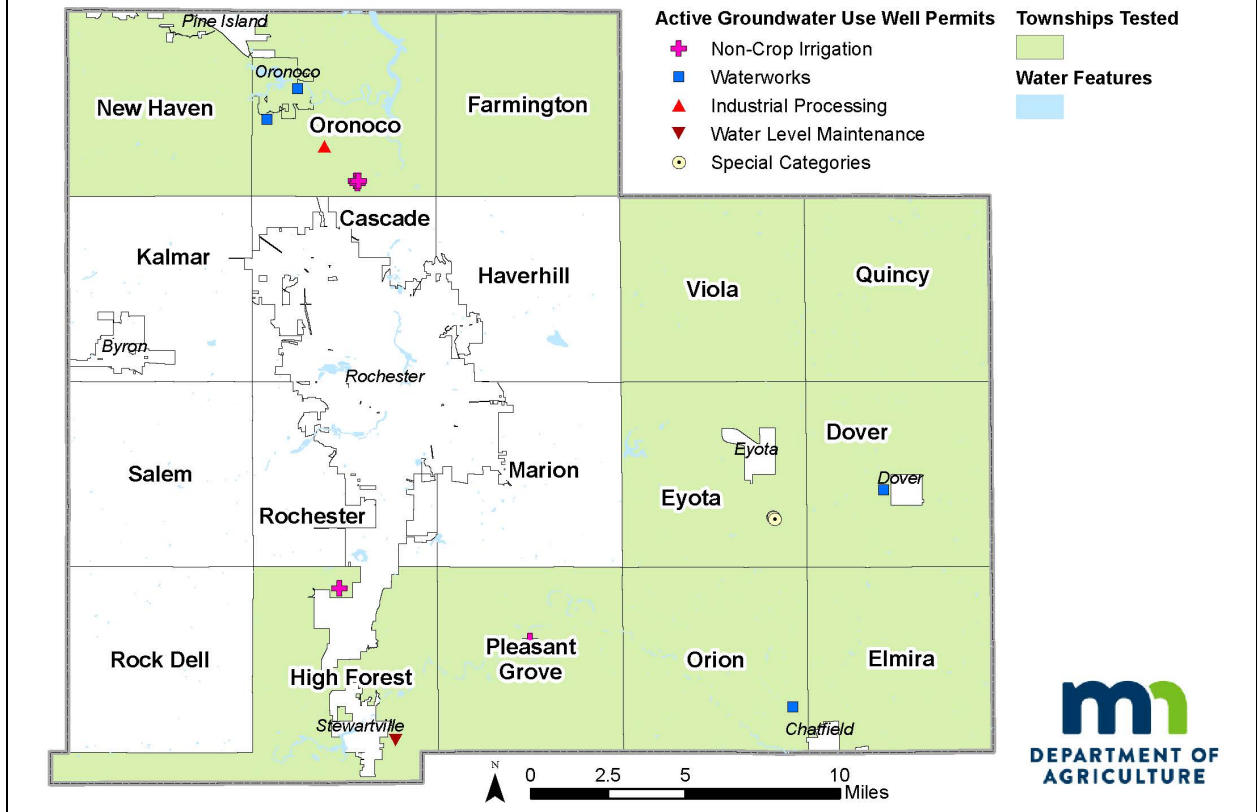 Active Groundwater Use Well Permits
Non-Crop Irrigation
Waterworks
Industrial Processing
Water Level Maintenance
Special Categories
Townships Tested
Water Features
Pine Island
Oronoco
New Haven
Farmington
Oronoco
Cascade
Kalmar
Haverhill
Viola
Quincy
Byron
Rochester
Dover
Eyota
Salem
Marion
Dover
Eyota
Rochester
Rock Dell
High Forest
Pleasant
Grove
Orion
Elmira
Stewartville
Chatfield
N
0 2.5 5 10
Miles
mn
DEPARTMENT OF
AGRICULTURE